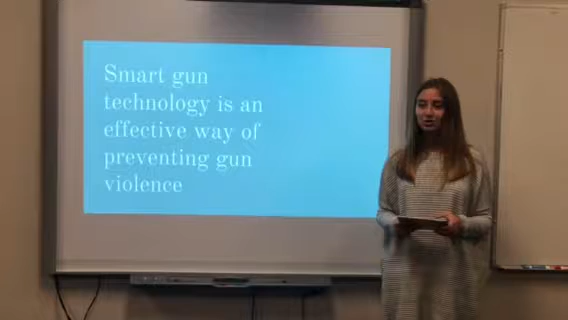 Smart gun
technology is an
effective way of
preventing gun
violence